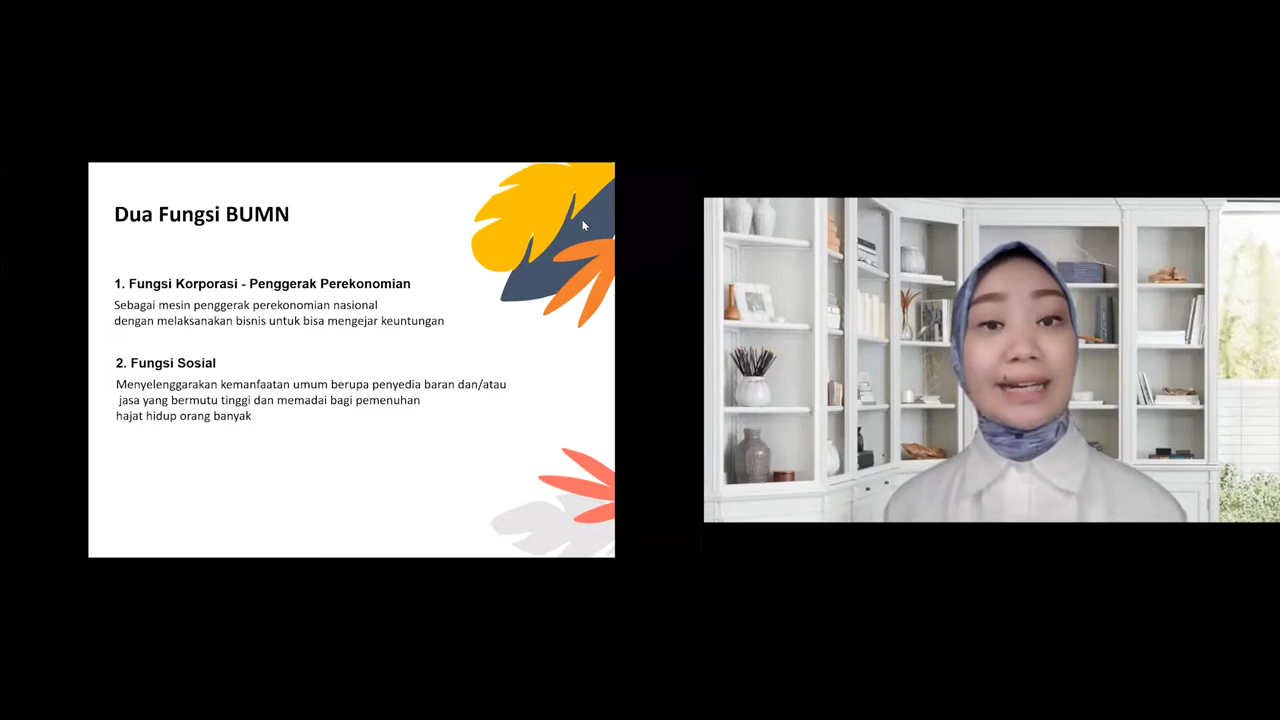 Dua Fungsi BUMN
1. Fungsi Korporasi - Penggerak Perekonomian
Sebagai mesin penggerak perekonomian nasional
dengan melaksanakan bisnis untuk bisa mengejar keuntungan
2. Fungsi Sosial
Menyelenggarakan kemanfaatan umum berupa penyedia baran dan/atau
jasa yang bermutu tinggi dan memadai bagi pemenuhan
hajat hidup orang banyak